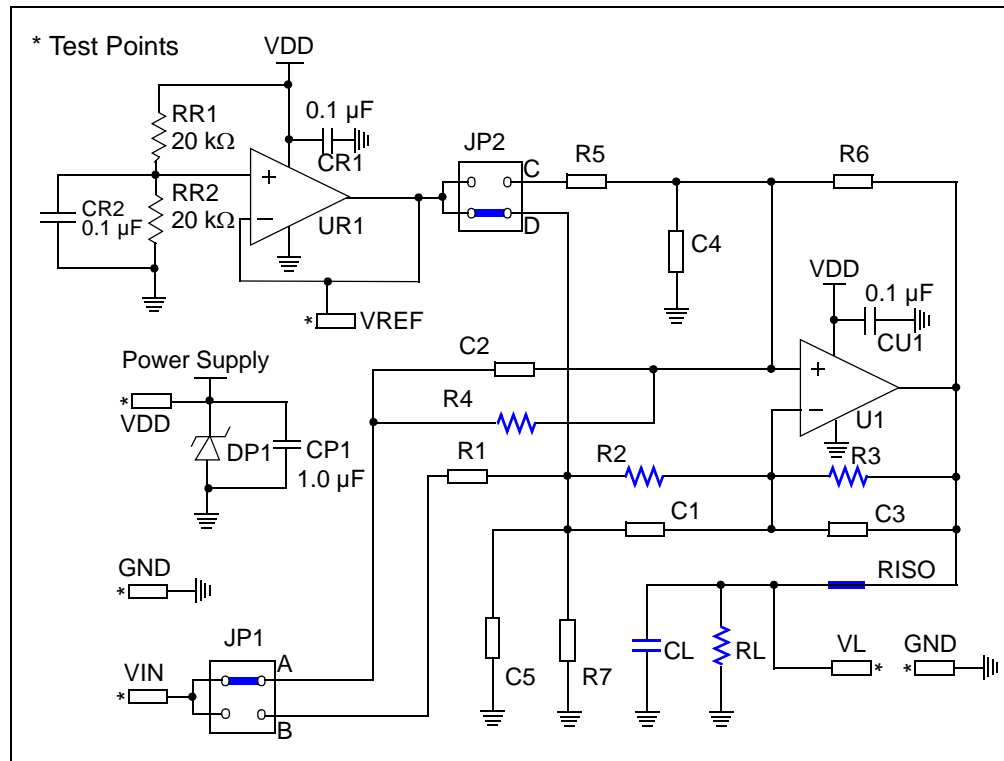 * Test Points
VDD
RR1
20 kΩ
0.1 µF
CR1
JP2
C
D
R5
R6
+
−
UR1
CR2
0.1 µF
RR2
20 kΩ
C4
* VREF
VDD
0.1 µF
CU1
Power Supply
* VDD
DP1
CP1
1.0 µF
C2
R4
+
−
U1
R1
R2
R3
C1
C3
GND
*
RISO
JP1
VIN
*
A
B
C5
R7
CL
RL
VL
*
GND
*